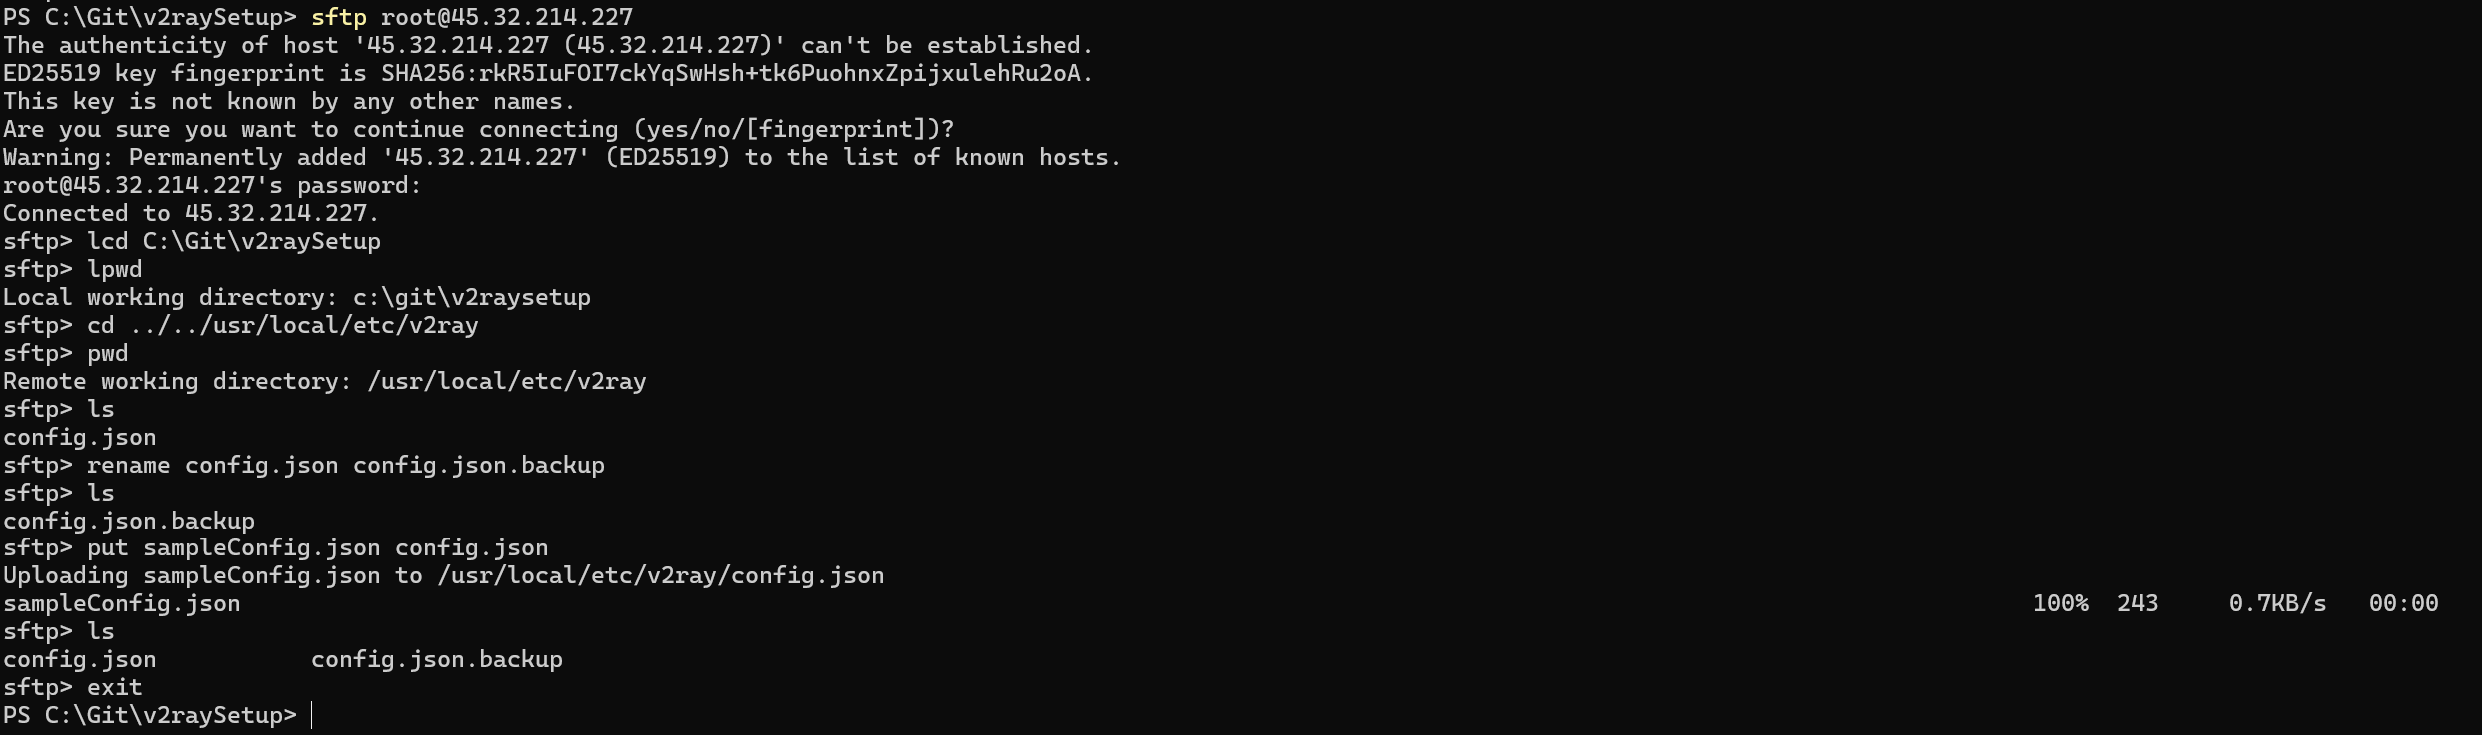 PS C:\Git\v2raySetup> sftp root@45.32.214.227
The authenticity of host '45.32.214.227 (45.32.214.227)' can't be established.
ED25519 key fingerprint is SHA256:rkR5IuFOI7ckYqSwHsh+tk6PuohnxZpijxulehRu2oA.
This key is not known by any other names.
Are you sure you want to continue connecting (yes/no/[fingerprint])?
Warning: Permanently added '45.32.214.227' (ED25519) to the list of known hosts.
root@45.32.214.227's password:
Connected to 45.32.214.227.
sftp> lcd C:\Git\v2raySetup
sftp> lpwd
Local working directory: c:\git\v2raysetup
sftp> cd ../../usr/local/etc/v2ray
sftp> pwd
Remote working directory: /usr/local/etc/v2ray
sftp> ls
config.json
sftp> rename config.json config.json.backup
sftp> ls
config.json.backup
sftp> put sampleConfig.json config.json
Uploading sampleConfig.json to /usr/local/etc/v2ray/config.json
sampleConfig.json 100% 243 0.7KB/s 00:00
sftp> ls
config.json config.json.backup
sftp> exit
PS C:\Git\v2raySetup>